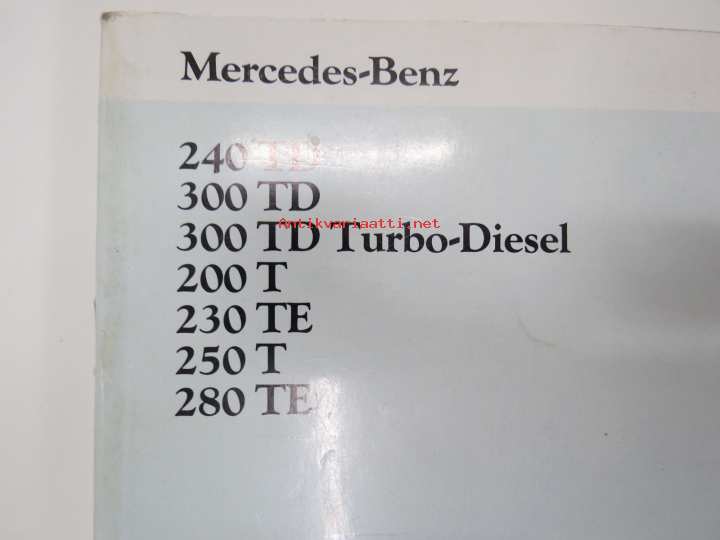 Mercedes-Benz
240 TD
300 TD
Antikvariaatti.net
300 TD Turbo-Diesel
200 T
230 TE
250 T
280 TE